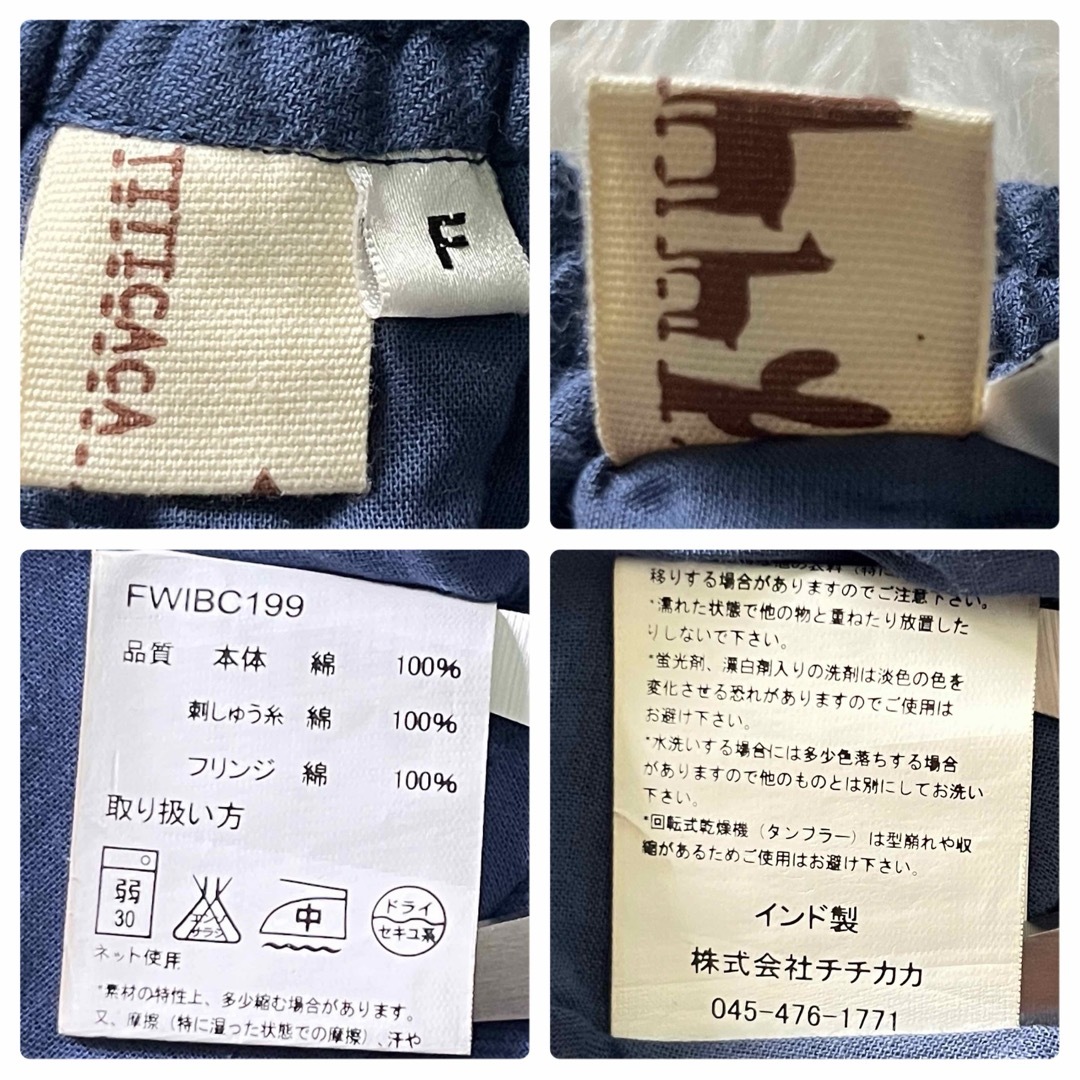 TITICACA
F
FWIBC199
品質 本体 綿 100%
刺しゅう糸 綿 100%
フリンジ 綿 100%
取り扱い方
弱
30
エンソ
サラシ
中
ドライ
セキユ系
ネット使用
*素材の特性上、多少縮む場合があります。
又、摩擦（特に湿った状態での摩擦、汗や
移りする場合がありますのでご注意下さい。
*濡れた状態で他の物と重ねたり放置した
りしないで下さい。
*蛍光剤、漂白剤入りの洗剤は淡色の色を
変化させる恐れがありますのでご使用は
お避け下さい。
*水洗いする場合には多少色落ちする場合
がありますので他のものとは別にしてお洗い
下さい。
*回転式乾燥機（タンブラー）は型崩れや収
縮があるためご使用はお避け下さい。
インド製
株式会社チチカカ
045-476-1771